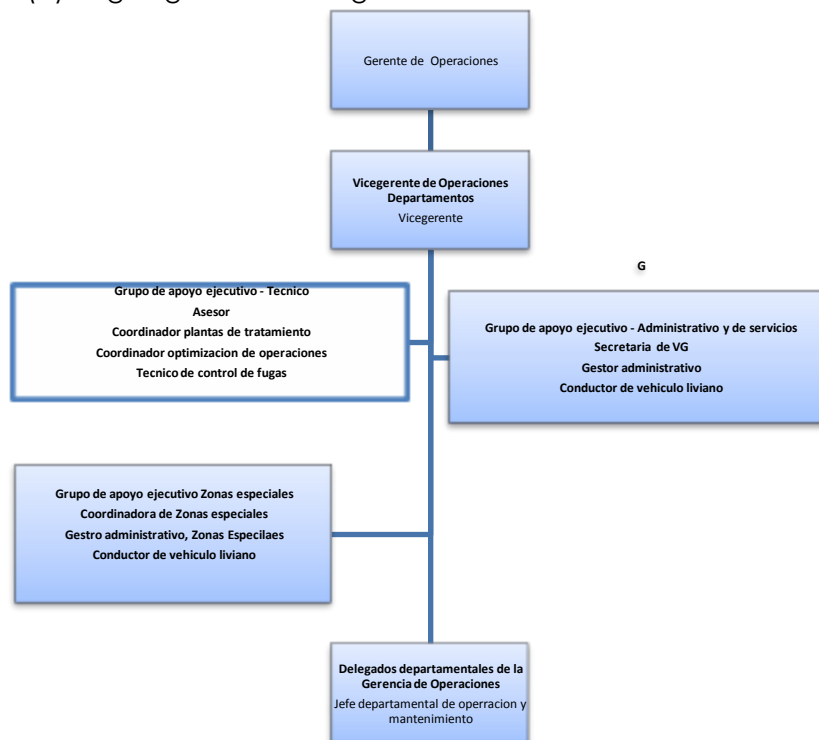 Gerente de Operaciones
Vicegerente de Operaciones
Departamentos
Vicegerente
G
Grupo de apoyo ejecutivo - Tecnico
Asesor
Coordinador plantas de tratamiento
Coordinador optimizacion de operaciones
Tecnico de control de fugas
Grupo de apoyo ejecutivo - Administrativo y de servicios
Secretaria de VG
Gestor administrativo
Conductor de vehiculo liviano
Grupo de apoyo ejecutivo Zonas especiales
Coordinadora de Zonas especiales
Gestro administrativo, Zonas Especilaes
Conductor de vehiculo liviano
Delegados departamentales de la
Gerencia de Operaciones
Jefe departamental de operracion y
mantenimiento